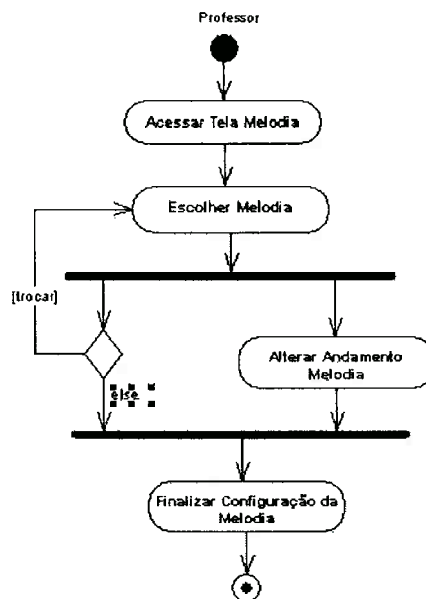 Professor
Acessar Tela Melodia
Escolher Melodia
[trocar]
Alterar Andamento
Melodia
else
Finalizar Configuração da
Melodia